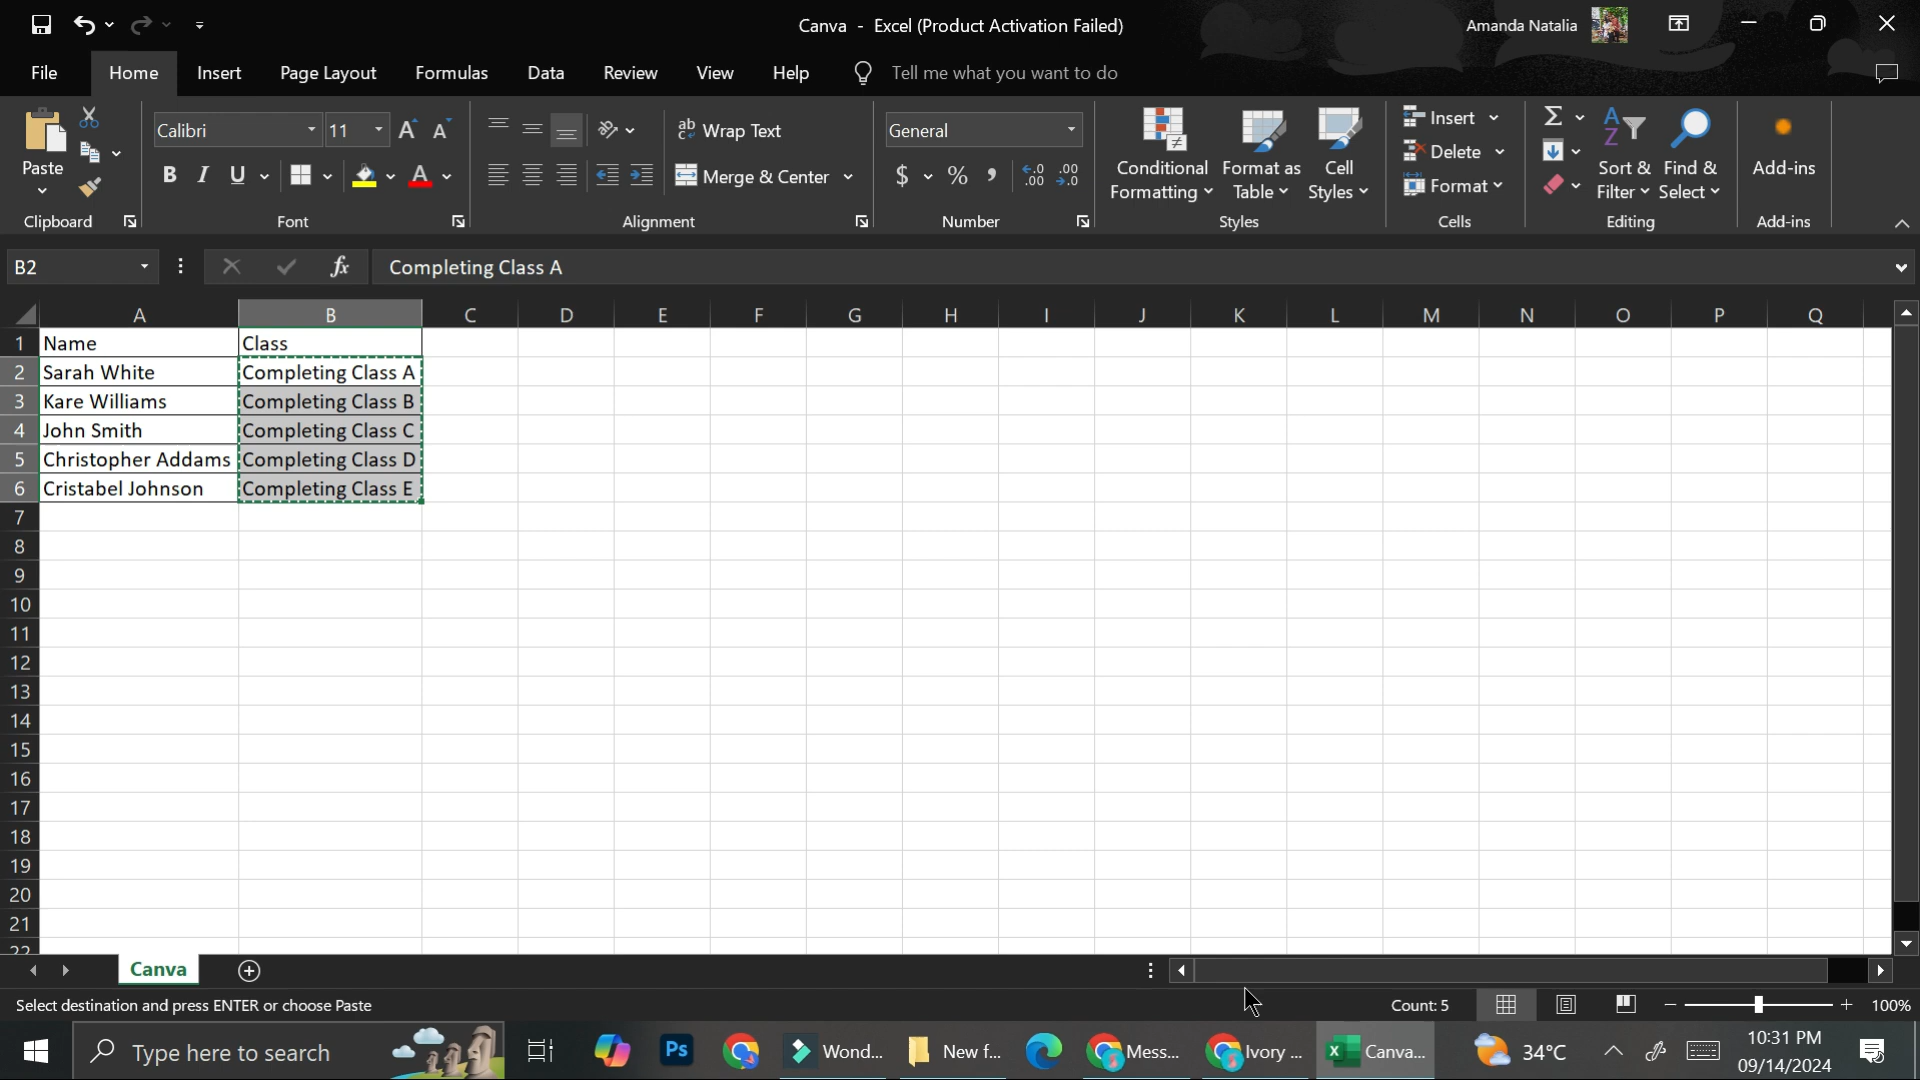 Canva - Excel (Product Activation Failed)
Amanda Natalia
File Home Insert Page Layout Formulas Data Review View Help Tell me what you want to do
Paste
Clipboard
Calibri 11
B I U
Font
ab Wrap Text
Merge & Center
Alignment
General
$ % ,
Number
Conditional Formatting
Format as Table
Cell Styles
Styles
Insert
Delete
Format
Cells
Sort & Filter
Find & Select
Editing
Add-ins
Add-ins
B2 fx Completing Class A
A B C D E F G H I J K L M N O P Q
1 Name Class
2 Sarah White Completing Class A
3 Kare Williams Completing Class B
4 John Smith Completing Class C
5 Christopher Addams Completing Class D
6 Cristabel Johnson Completing Class E
7
8
9
10
11
12
13
14
15
16
17
18
19
20
21
22
Canva
Select destination and press ENTER or choose Paste Count: 5 100%
Type here to search Ps Wond... New f... Mess... Ivory ... Canva... 34°C 10:31 PM
09/14/2024